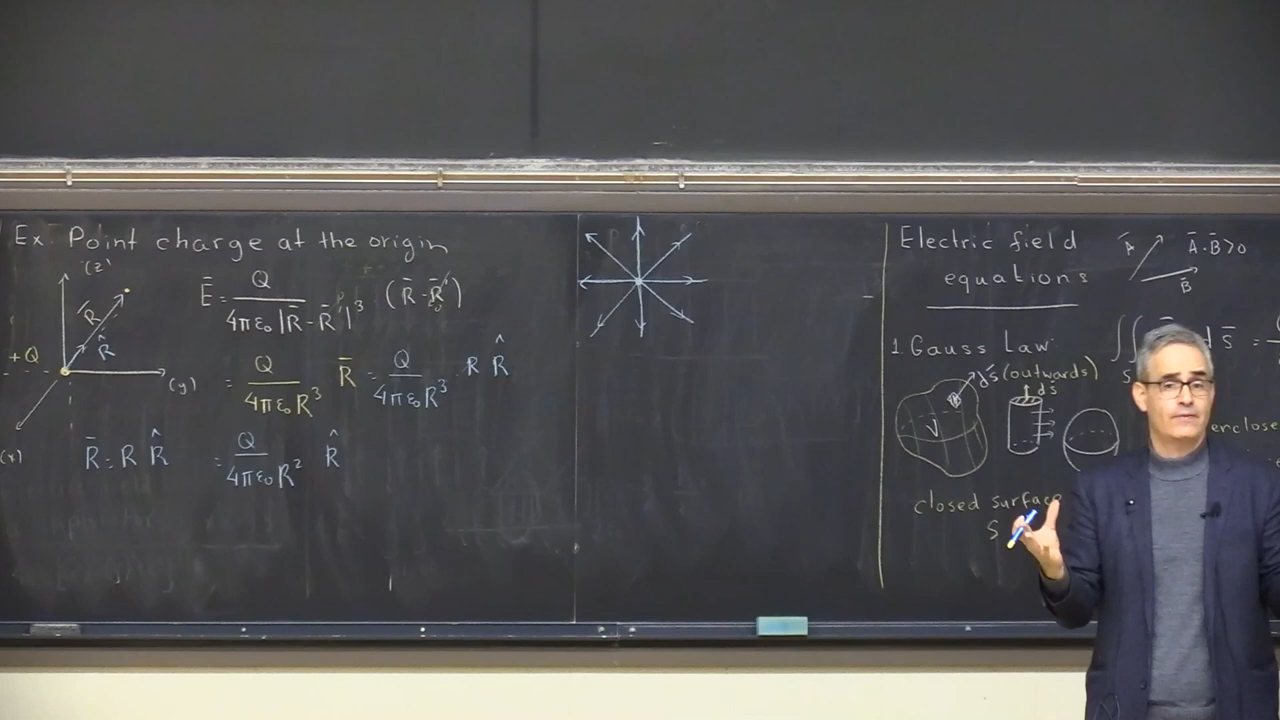 Ex. Point charge at the origin
(z)
R̄
R̂
+Q
(y)
(x)
Ē = Q / 4πε₀|R̄ - R̄'|³ (R̄ - R̄')
= Q / 4πε₀R³ R̄ = Q / 4πε₀R³ R R̂
R̄ = R R̂
= Q / 4πε₀R² R̂
Electric field
equations
Ā
B̄
Ā·B̄>0
1. Gauss Law:
∬ d s̄ =
S
ds̄ (outwards)
ds̄
V
closed surface
S